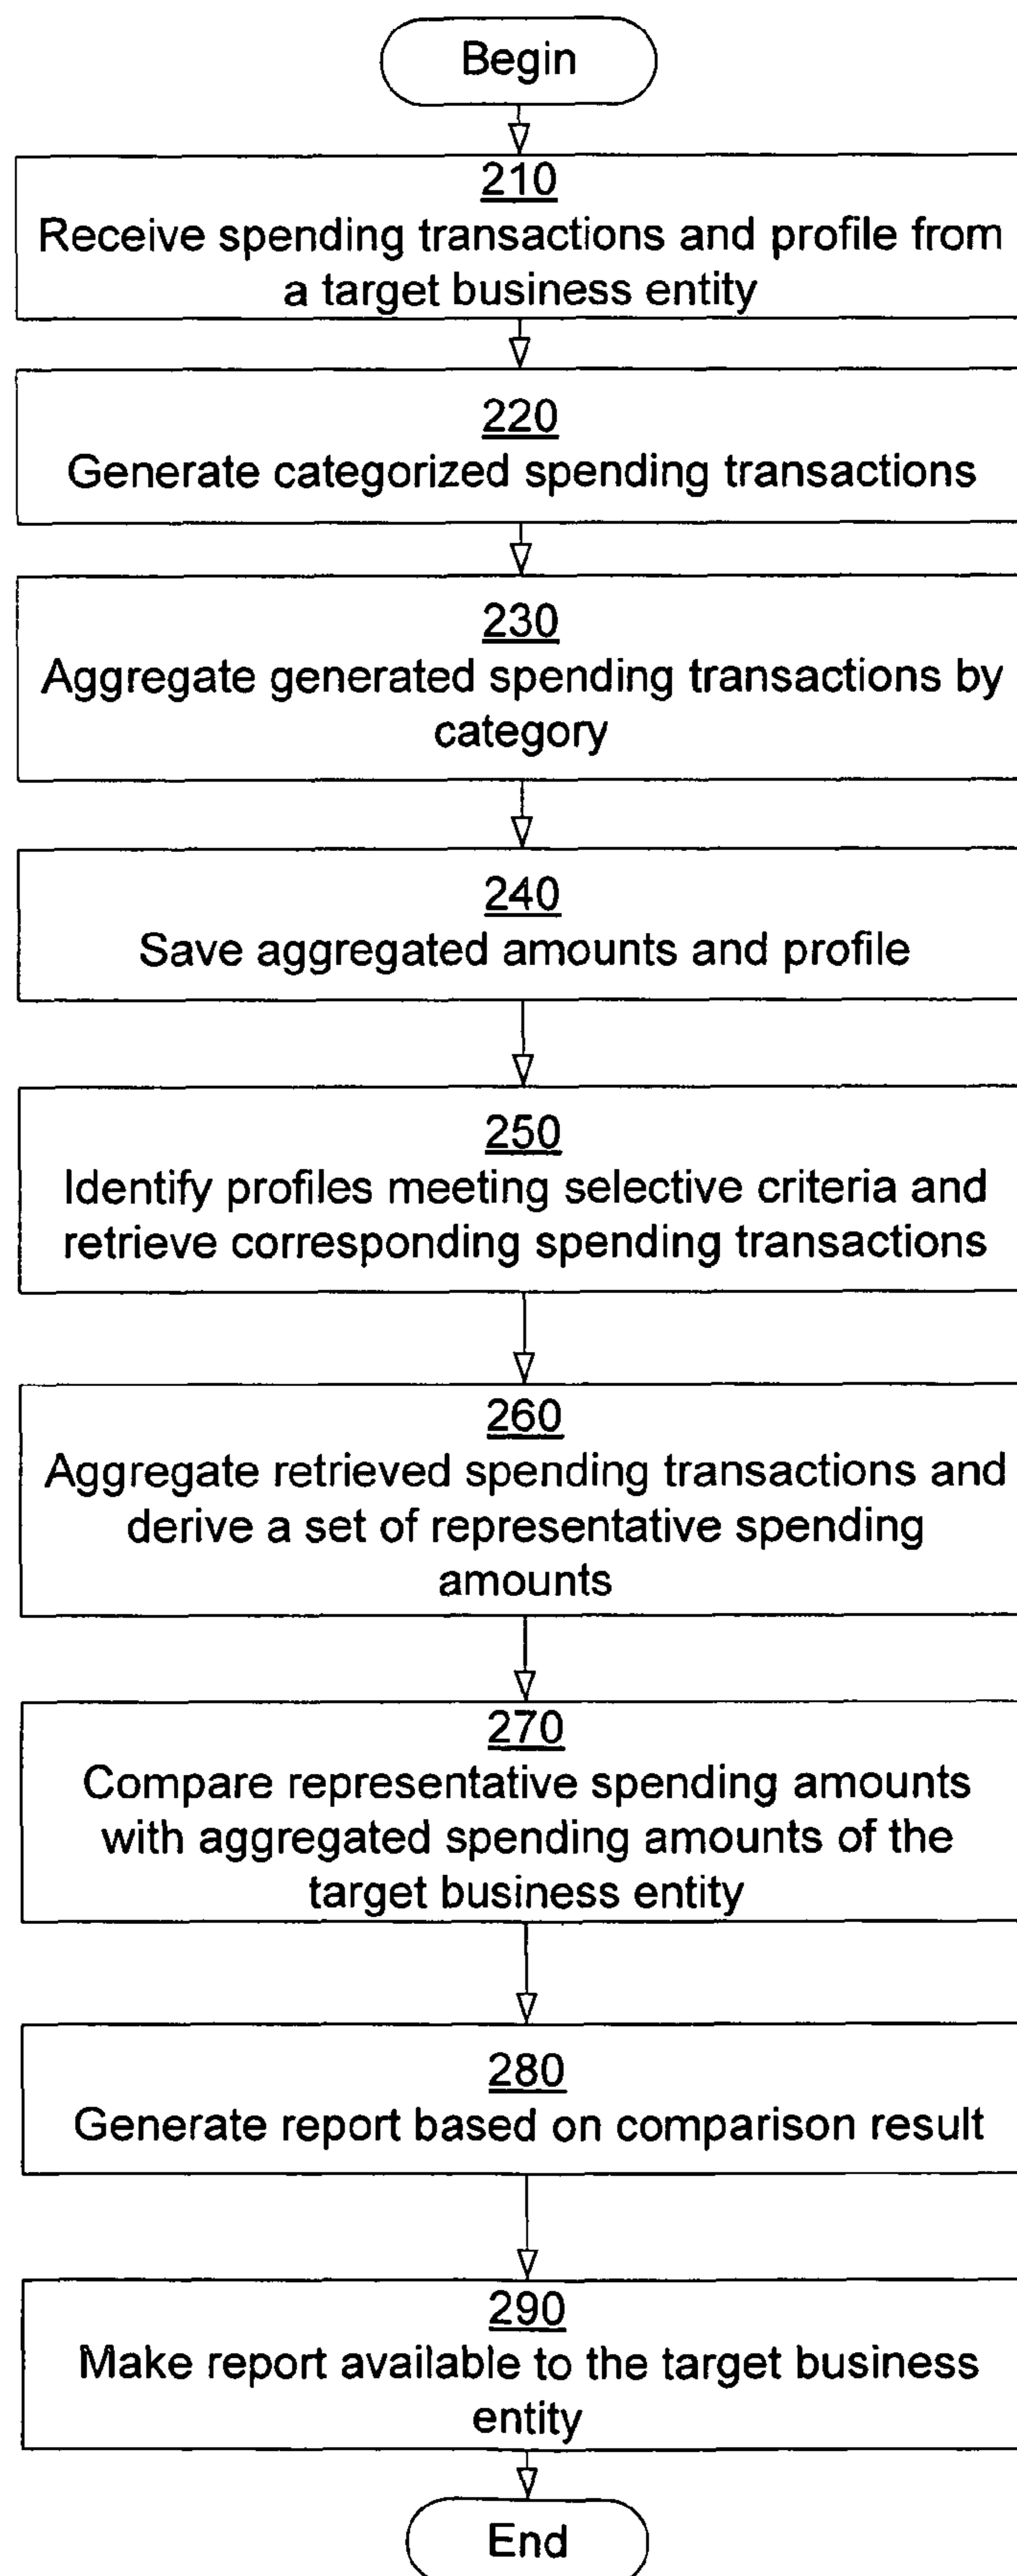 Begin
210
Receive spending transactions and profile from
a target business entity
220
Generate categorized spending transactions
230
Aggregate generated spending transactions by
category
240
Save aggregated amounts and profile
250
Identify profiles meeting selective criteria and
retrieve corresponding spending transactions
260
Aggregate retrieved spending transactions and
derive a set of representative spending
amounts
270
Compare representative spending amounts
with aggregated spending amounts of the
target business entity
280
Generate report based on comparison result
290
Make report available to the target business
entity
End